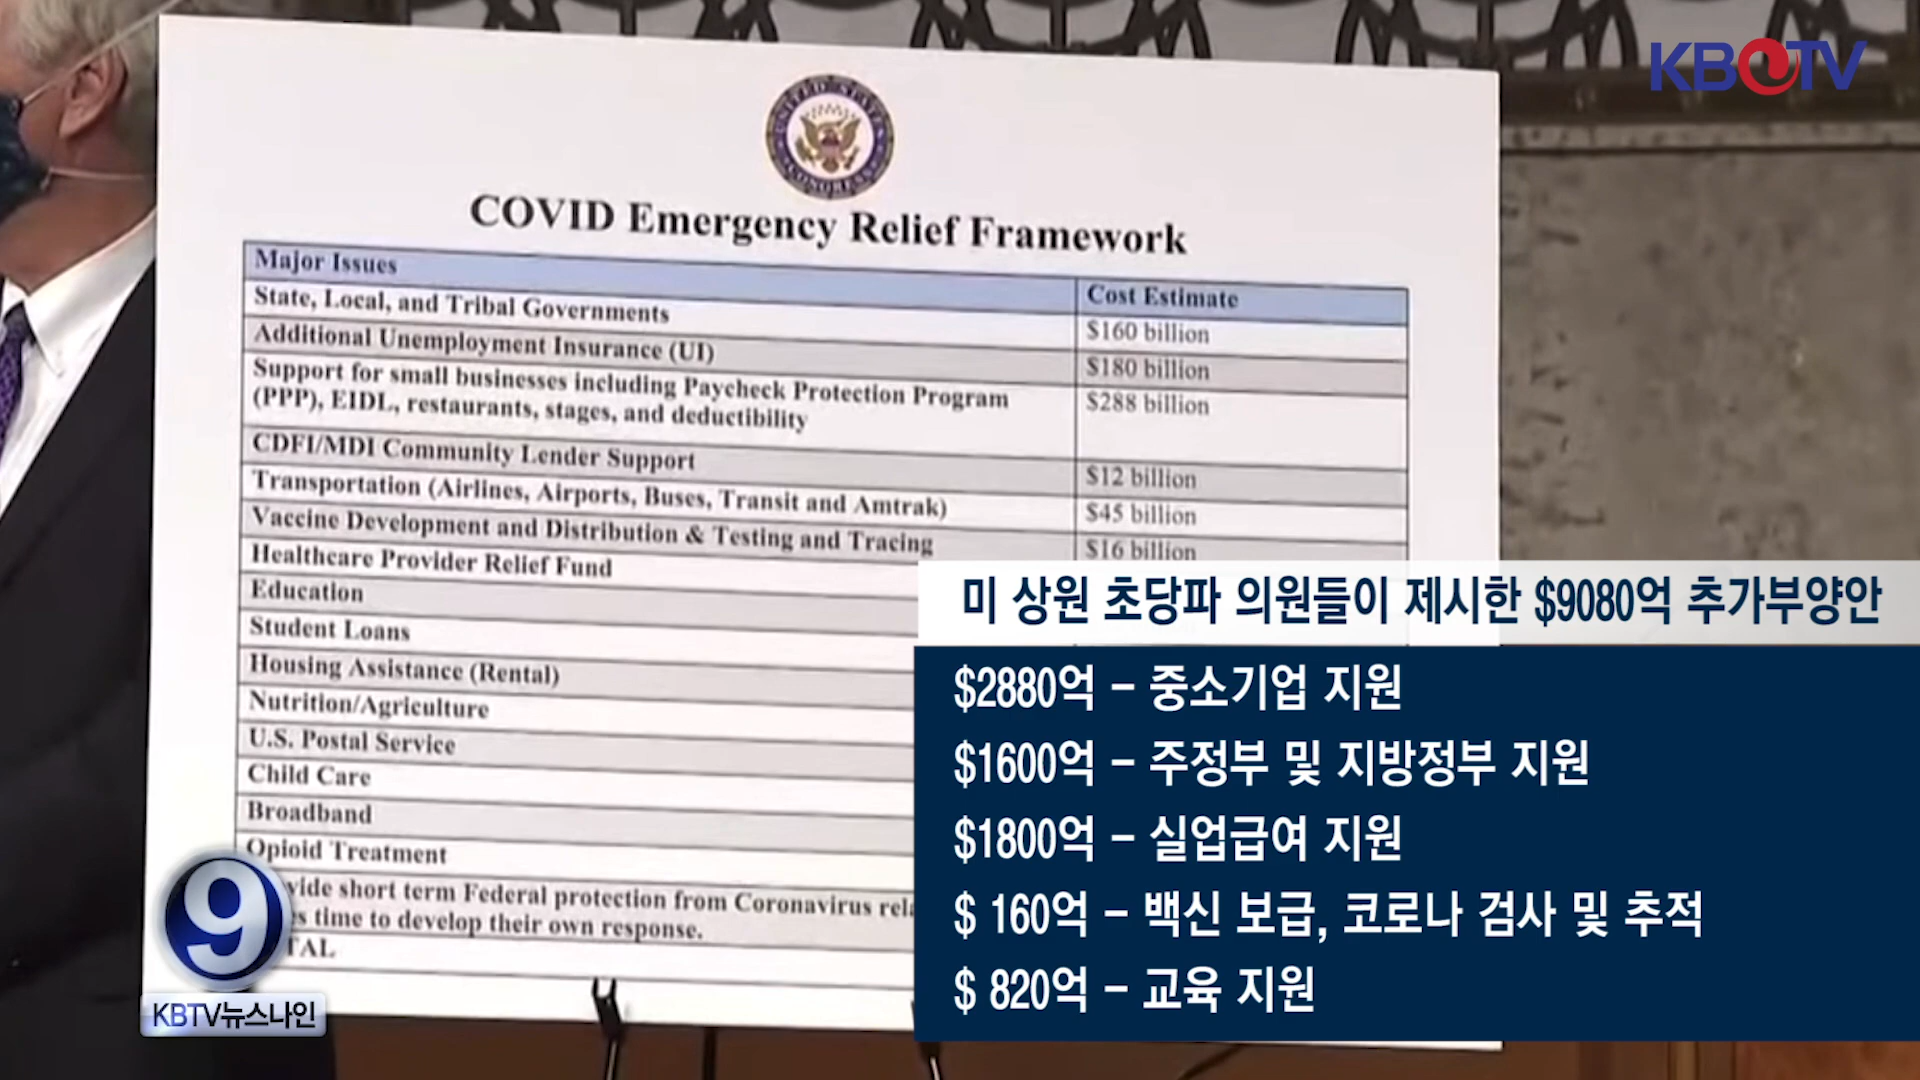 KBTV
UNITED STATES
CONGRESS
COVID Emergency Relief Framework
Major Issues
Cost Estimate
State, Local, and Tribal Governments
$160 billion
Additional Unemployment Insurance (UI)
$180 billion
Support for small businesses including Paycheck Protection Program
(PPP), EIDL, restaurants, stages, and deductibility
$288 billion
CDFI/MDI Community Lender Support
$12 billion
Transportation (Airlines, Airports, Buses, Transit and Amtrak)
$45 billion
Vaccine Development and Distribution & Testing and Tracing
$16 billion
Healthcare Provider Relief Fund
Education
Student Loans
Housing Assistance (Rental)
Nutrition/Agriculture
U.S. Postal Service
Child Care
Broadband
Opioid Treatment
short term Federal protection from Coronavirus
time to develop their own response.
미 상원 초당파 의원들이 제시한 $9080억 추가부양안
$2880억 - 중소기업 지원
$1600억 - 주정부 및 지방정부 지원
$1800억 - 실업급여 지원
$ 160억 - 백신 보급, 코로나 검사 및 추적
$ 820억 - 교육 지원
9
KBTV뉴스나인